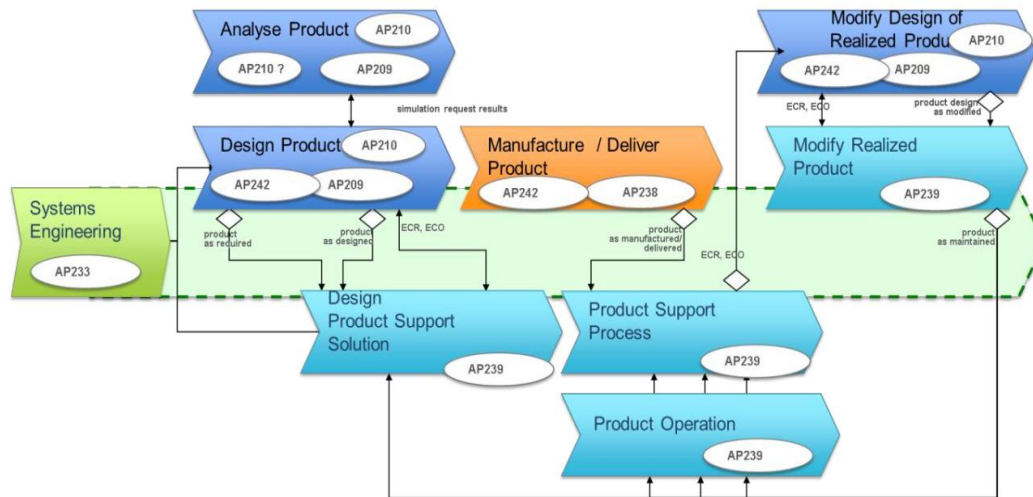 Analyse Product
AP210
AP210 ?
AP209
simulation request results
Design Product
AP210
AP242
AP209
product
as required
product
as designed
ECR, ECO
Systems
Engineering
AP233
Manufacture / Deliver
Product
AP242
AP238
product
as manufactured/
delivered
ECR, ECO
Modify Design of
Realized Product
AP210
AP242
AP209
ECR, ECO
product design
as modified
Modify Realized
Product
AP239
product
as maintained
Design
Product Support
Solution
AP239
Product Support
Process
AP239
Product Operation
AP239